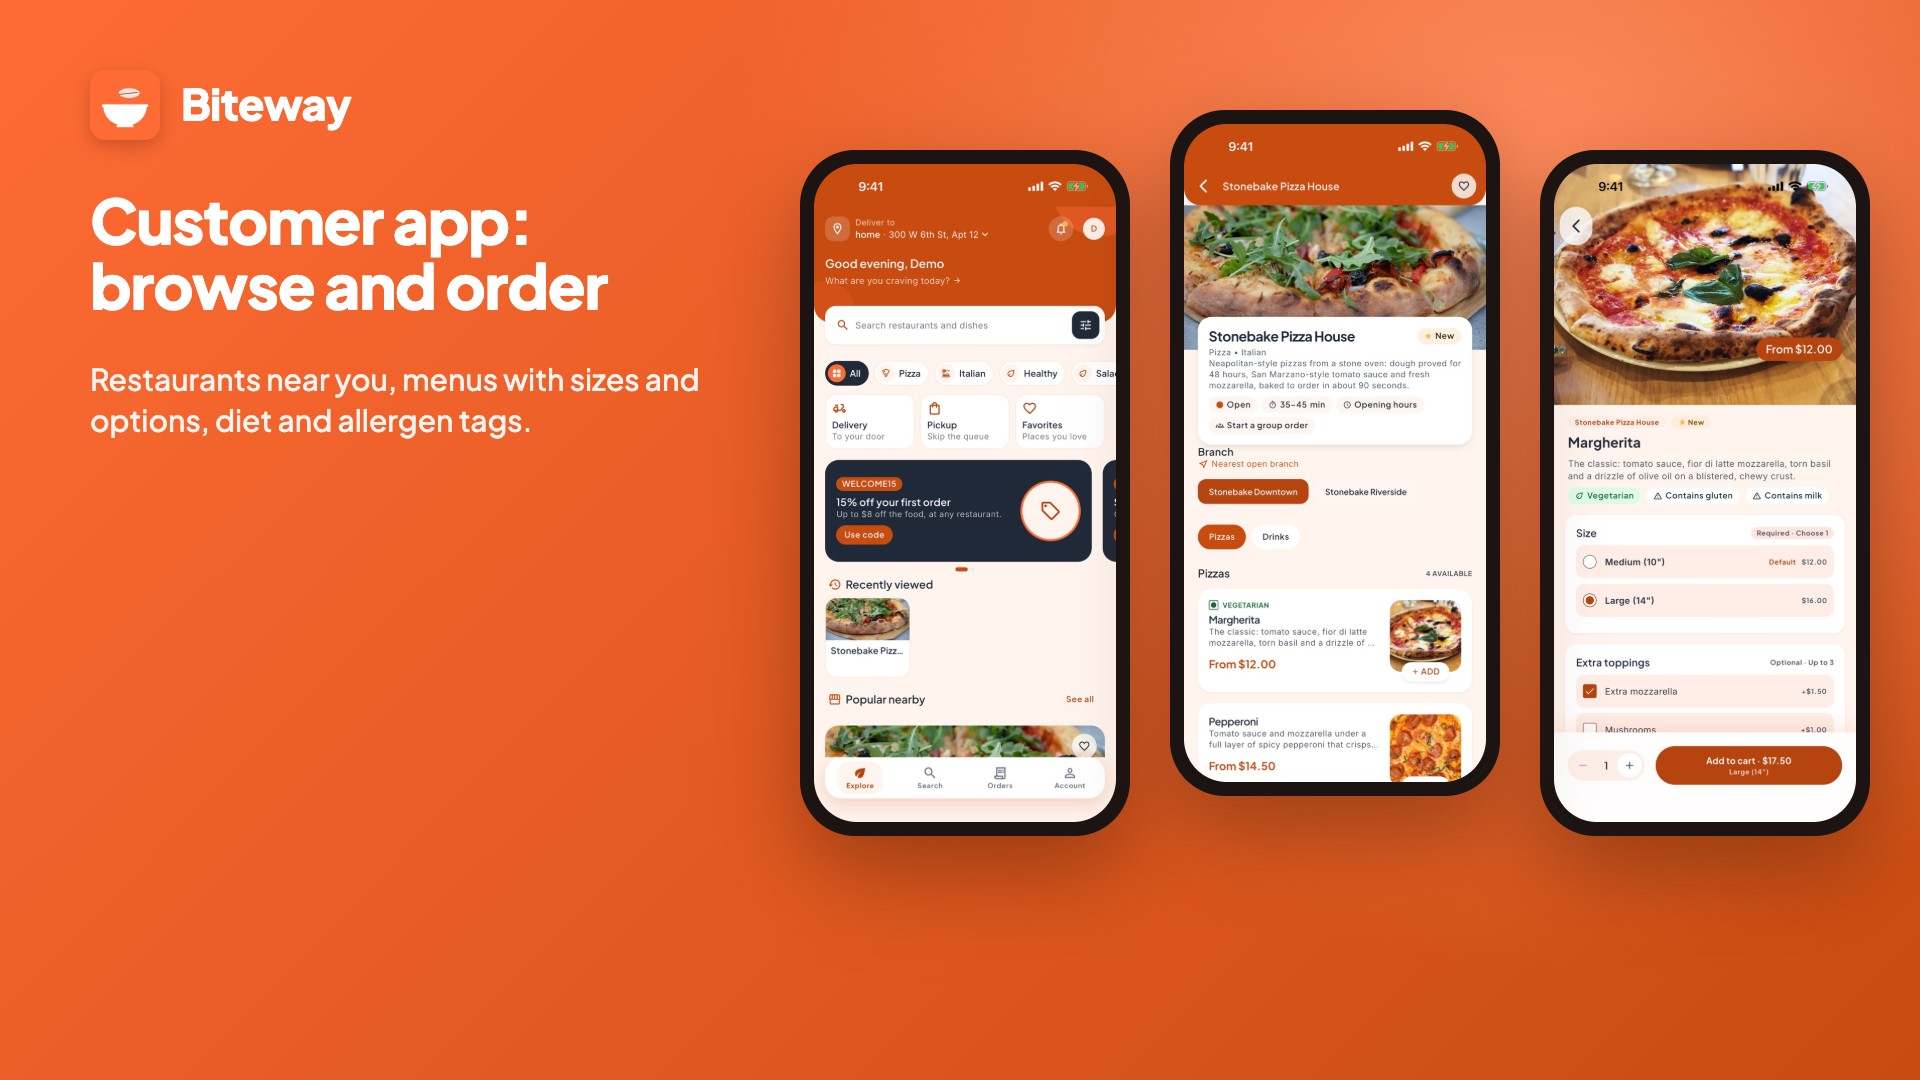 Biteway
Customer app:
browse and order
Restaurants near you, menus with sizes and
options, diet and allergen tags.
9:41
Deliver to
home · 300 W 6th St, Apt 12
D
Good evening, Demo
What are you craving today? →
Search restaurants and dishes
All
Pizza
Italian
Healthy
Sala
Delivery
To your door
Pickup
Skip the queue
Favorites
Places you love
WELCOME15
15% off your first order
Up to $8 off the food, at any restaurant.
Use code
Recently viewed
Stonebake Pizz...
Popular nearby
See all
Explore
Search
Orders
Account
9:41
Stonebake Pizza House
Stonebake Pizza House
New
Pizza • Italian
Neapolitan-style pizzas from a stone oven: dough proved for
48 hours, San Marzano-style tomato sauce and fresh
mozzarella, baked to order in about 90 seconds.
Open
35–45 min
Opening hours
Start a group order
Branch
Nearest open branch
Stonebake Downtown
Stonebake Riverside
Pizzas
Drinks
Pizzas
4 AVAILABLE
VEGETARIAN
Margherita
The classic: tomato sauce, fior di latte
mozzarella, torn basil and a drizzle of ...
From $12.00
+ ADD
Pepperoni
Tomato sauce and mozzarella under a
full layer of spicy pepperoni that crisps...
From $14.50
9:41
From $12.00
Stonebake Pizza House
New
Margherita
The classic: tomato sauce, fior di latte mozzarella, torn basil
and a drizzle of olive oil on a blistered, chewy crust.
Vegetarian
Contains gluten
Contains milk
Size
Required · Choose 1
Medium (10")
Default
$12.00
Large (14")
$16.00
Extra toppings
Optional · Up to 3
Extra mozzarella
+$1.50
Mushrooms
+$1.00
− 1 +
Add to cart · $17.50
Large (14")